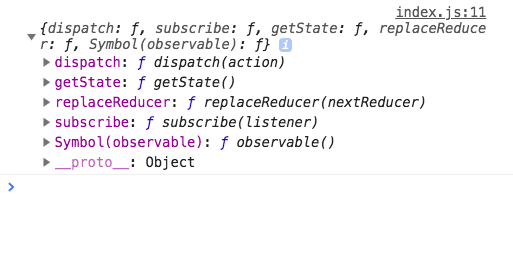 index.js:11
{dispatch: ƒ, subscribe: ƒ, getState: ƒ, replaceReduce
r: ƒ, Symbol(observable): ƒ} i
dispatch: ƒ dispatch(action)
getState: ƒ getState()
replaceReducer: ƒ replaceReducer(nextReducer)
subscribe: ƒ subscribe(listener)
Symbol(observable): ƒ observable()
__proto__: Object